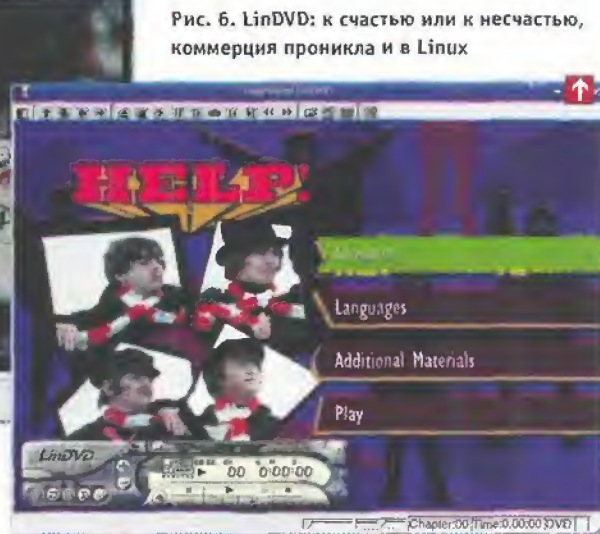 Рис. 6. LinDVD: к счастью или к несчастью,
коммерция проникла и в Linux
HELP!
Languages
Additional Materials
Play
LinDVD
00 0:00:00
Chapter:00 Time:0:00:00 DVD